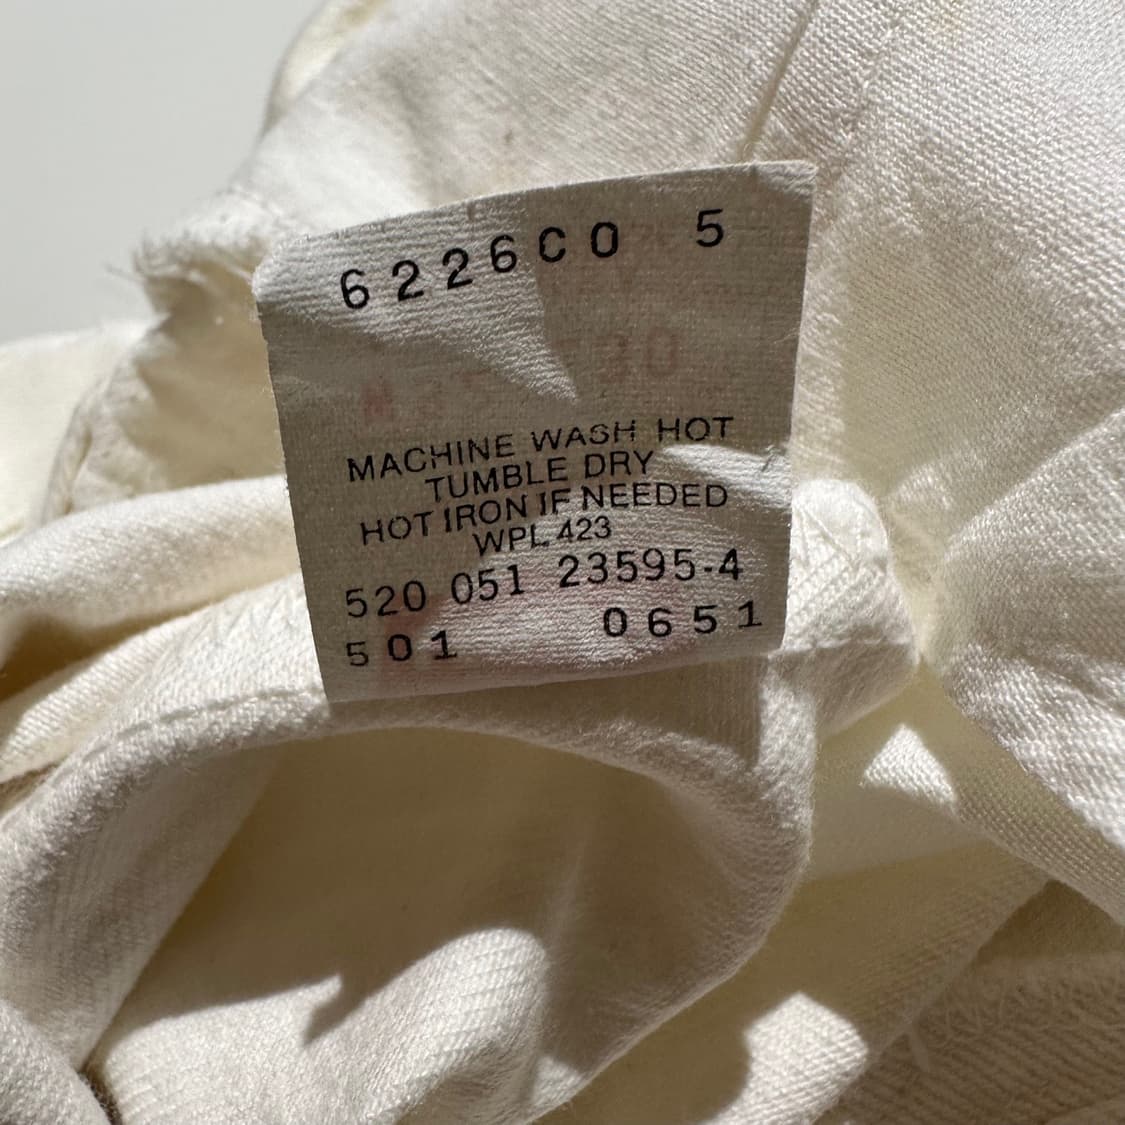 6226C0 5
30
MACHINE WASH HOT
TUMBLE DRY
HOT IRON IF NEEDED
WPL 423
520 051 23595-4
501 0651